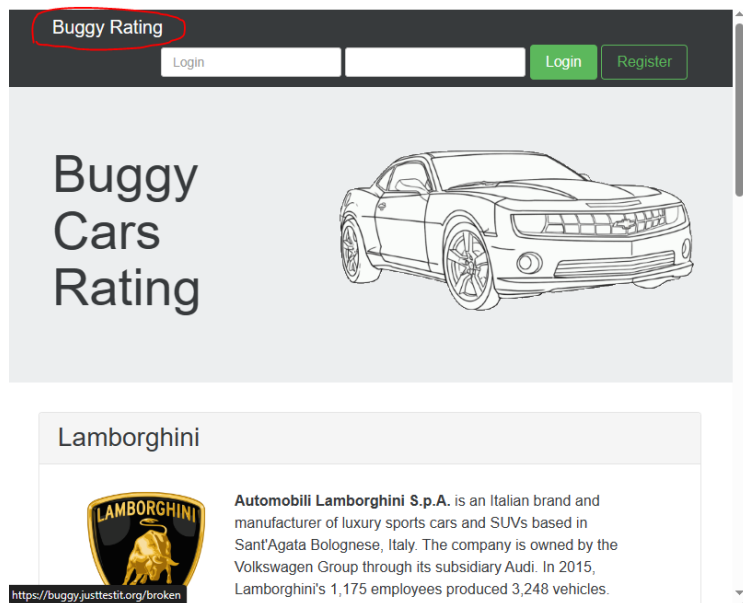 Buggy Rating
Login
Login
Register
Buggy
Cars
Rating
Lamborghini
LAMBORGHINI
Automobili Lamborghini S.p.A. is an Italian brand and
manufacturer of luxury sports cars and SUVs based in
Sant'Agata Bolognese, Italy. The company is owned by the
Volkswagen Group through its subsidiary Audi. In 2015,
Lamborghini's 1,175 employees produced 3,248 vehicles.
https://buggy.justtestit.org/broken